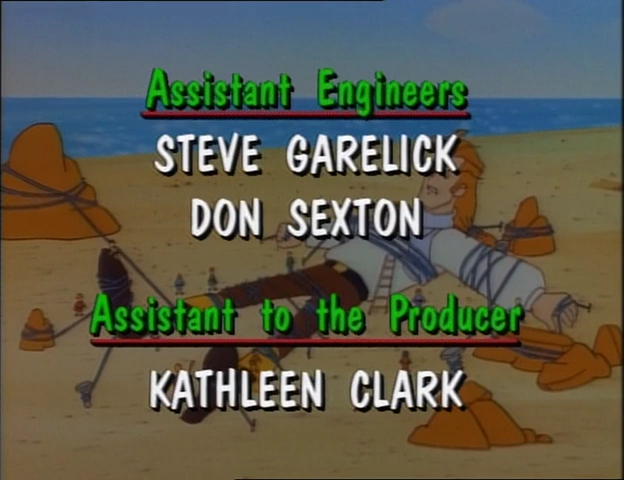 Assistant Engineers
STEVE GARELICK
DON SEXTON
Assistant to the Producer
KATHLEEN CLARK